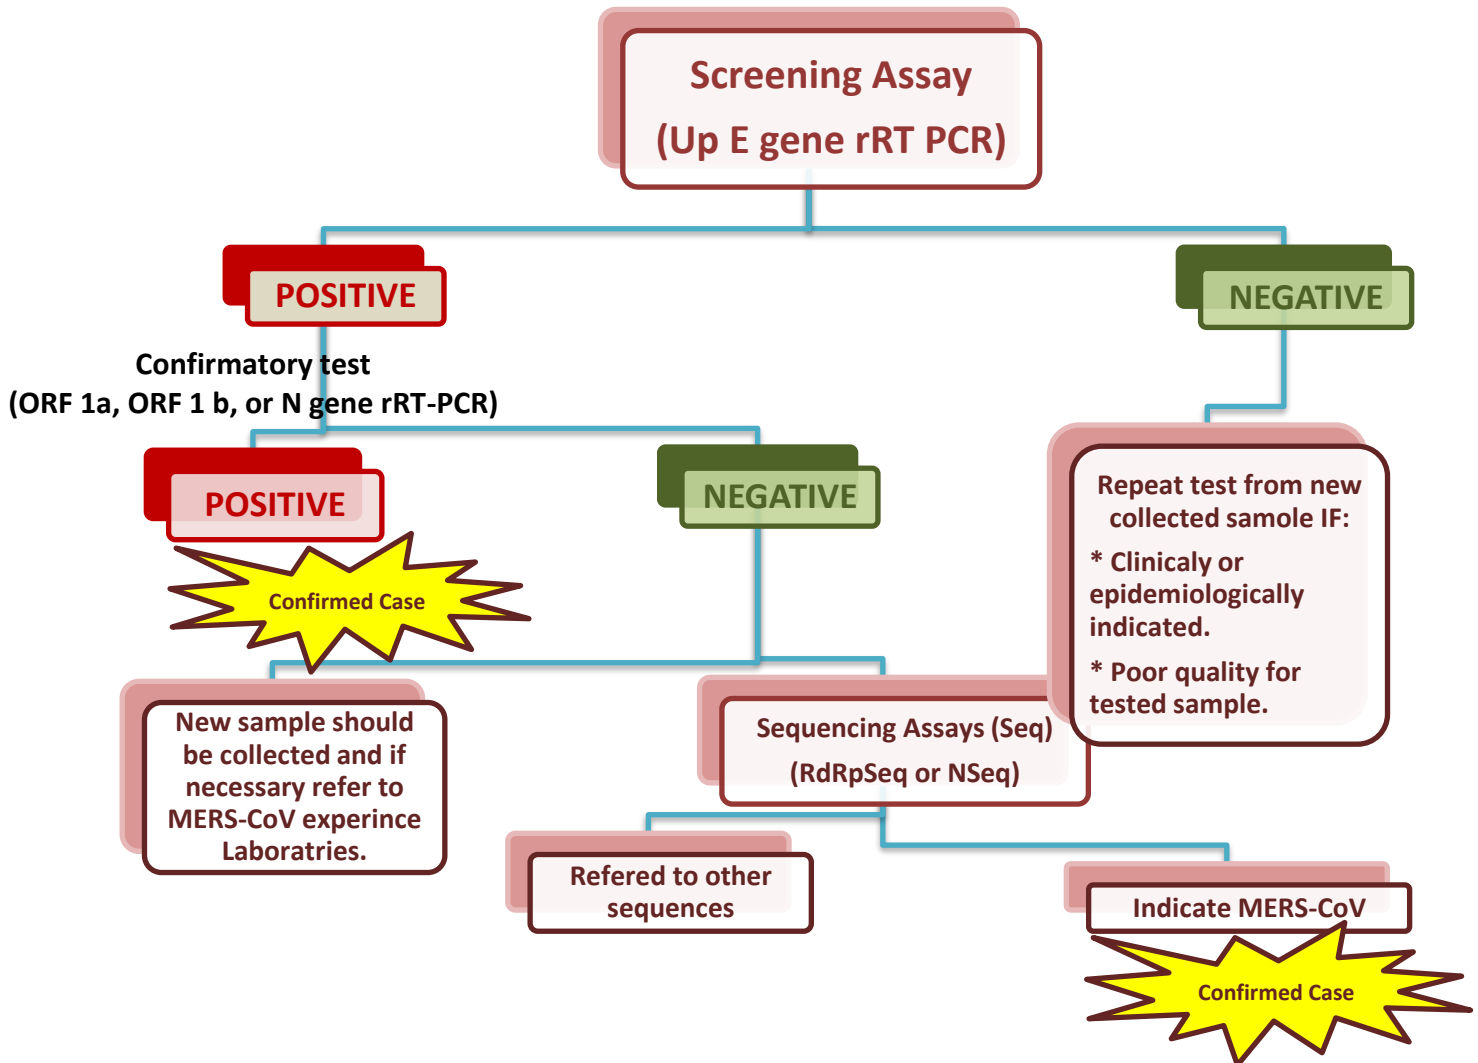 Screening Assay
(Up E gene rRT PCR)
POSITIVE
NEGATIVE
Confirmatory test
(ORF 1a, ORF 1 b, or N gene rRT-PCR)
POSITIVE
NEGATIVE
Repeat test from new
collected samole IF:
* Clinicaly or
epidemiologically
indicated.
* Poor quality for
tested sample.
Confirmed Case
New sample should
be collected and if
necessary refer to
MERS-CoV experince
Laboratries.
Sequencing Assays (Seq)
(RdRpSeq or NSeq)
Refered to other
sequences
Indicate MERS-CoV
Confirmed Case